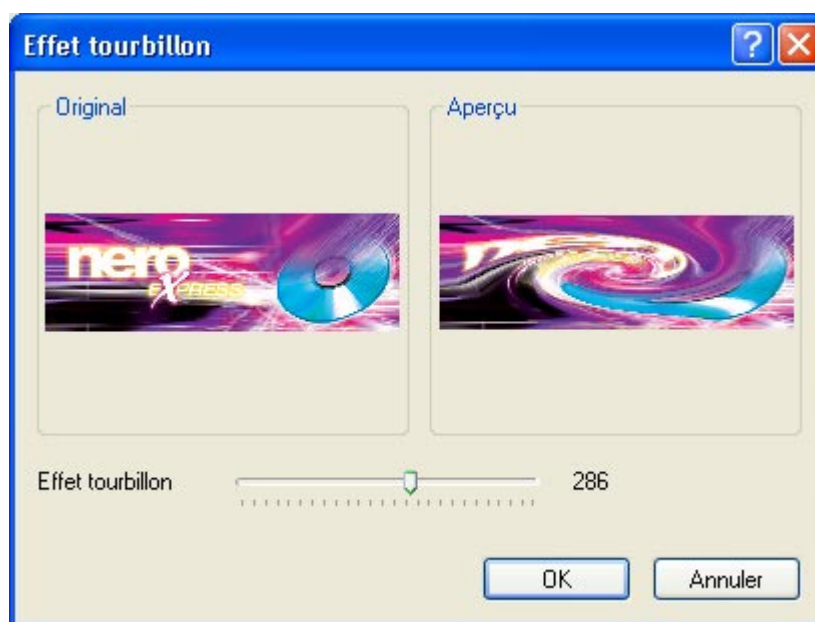 Effet tourbillon
Original
Aperçu
nero
EXPRESS
Effet tourbillon
286
OK
Annuler